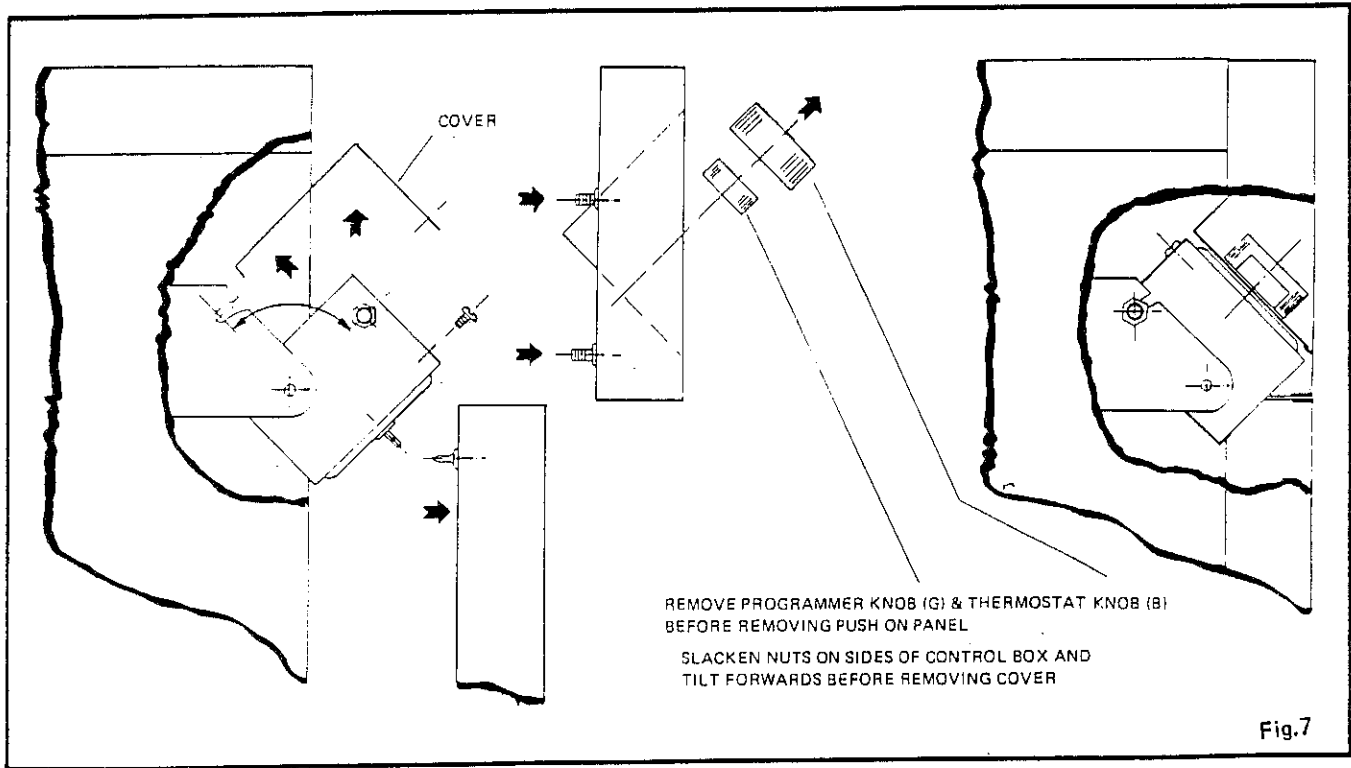 COVER
REMOVE PROGRAMMER KNOB (G) & THERMOSTAT KNOB (B)
BEFORE REMOVING PUSH ON PANEL
SLACKEN NUTS ON SIDES OF CONTROL BOX AND
TILT FORWARDS BEFORE REMOVING COVER
Fig.7